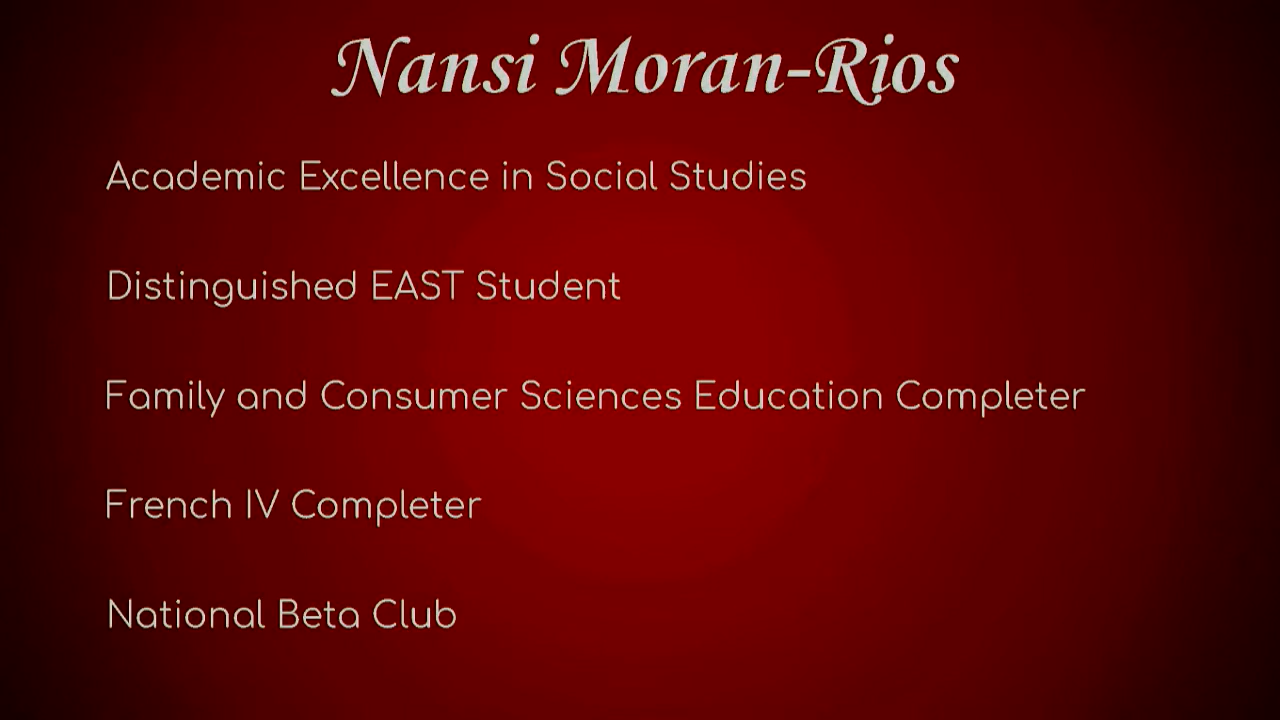 Nansi Moran-Rios
Academic Excellence in Social Studies
Distinguished EAST Student
Family and Consumer Sciences Education Completer
French IV Completer
National Beta Club